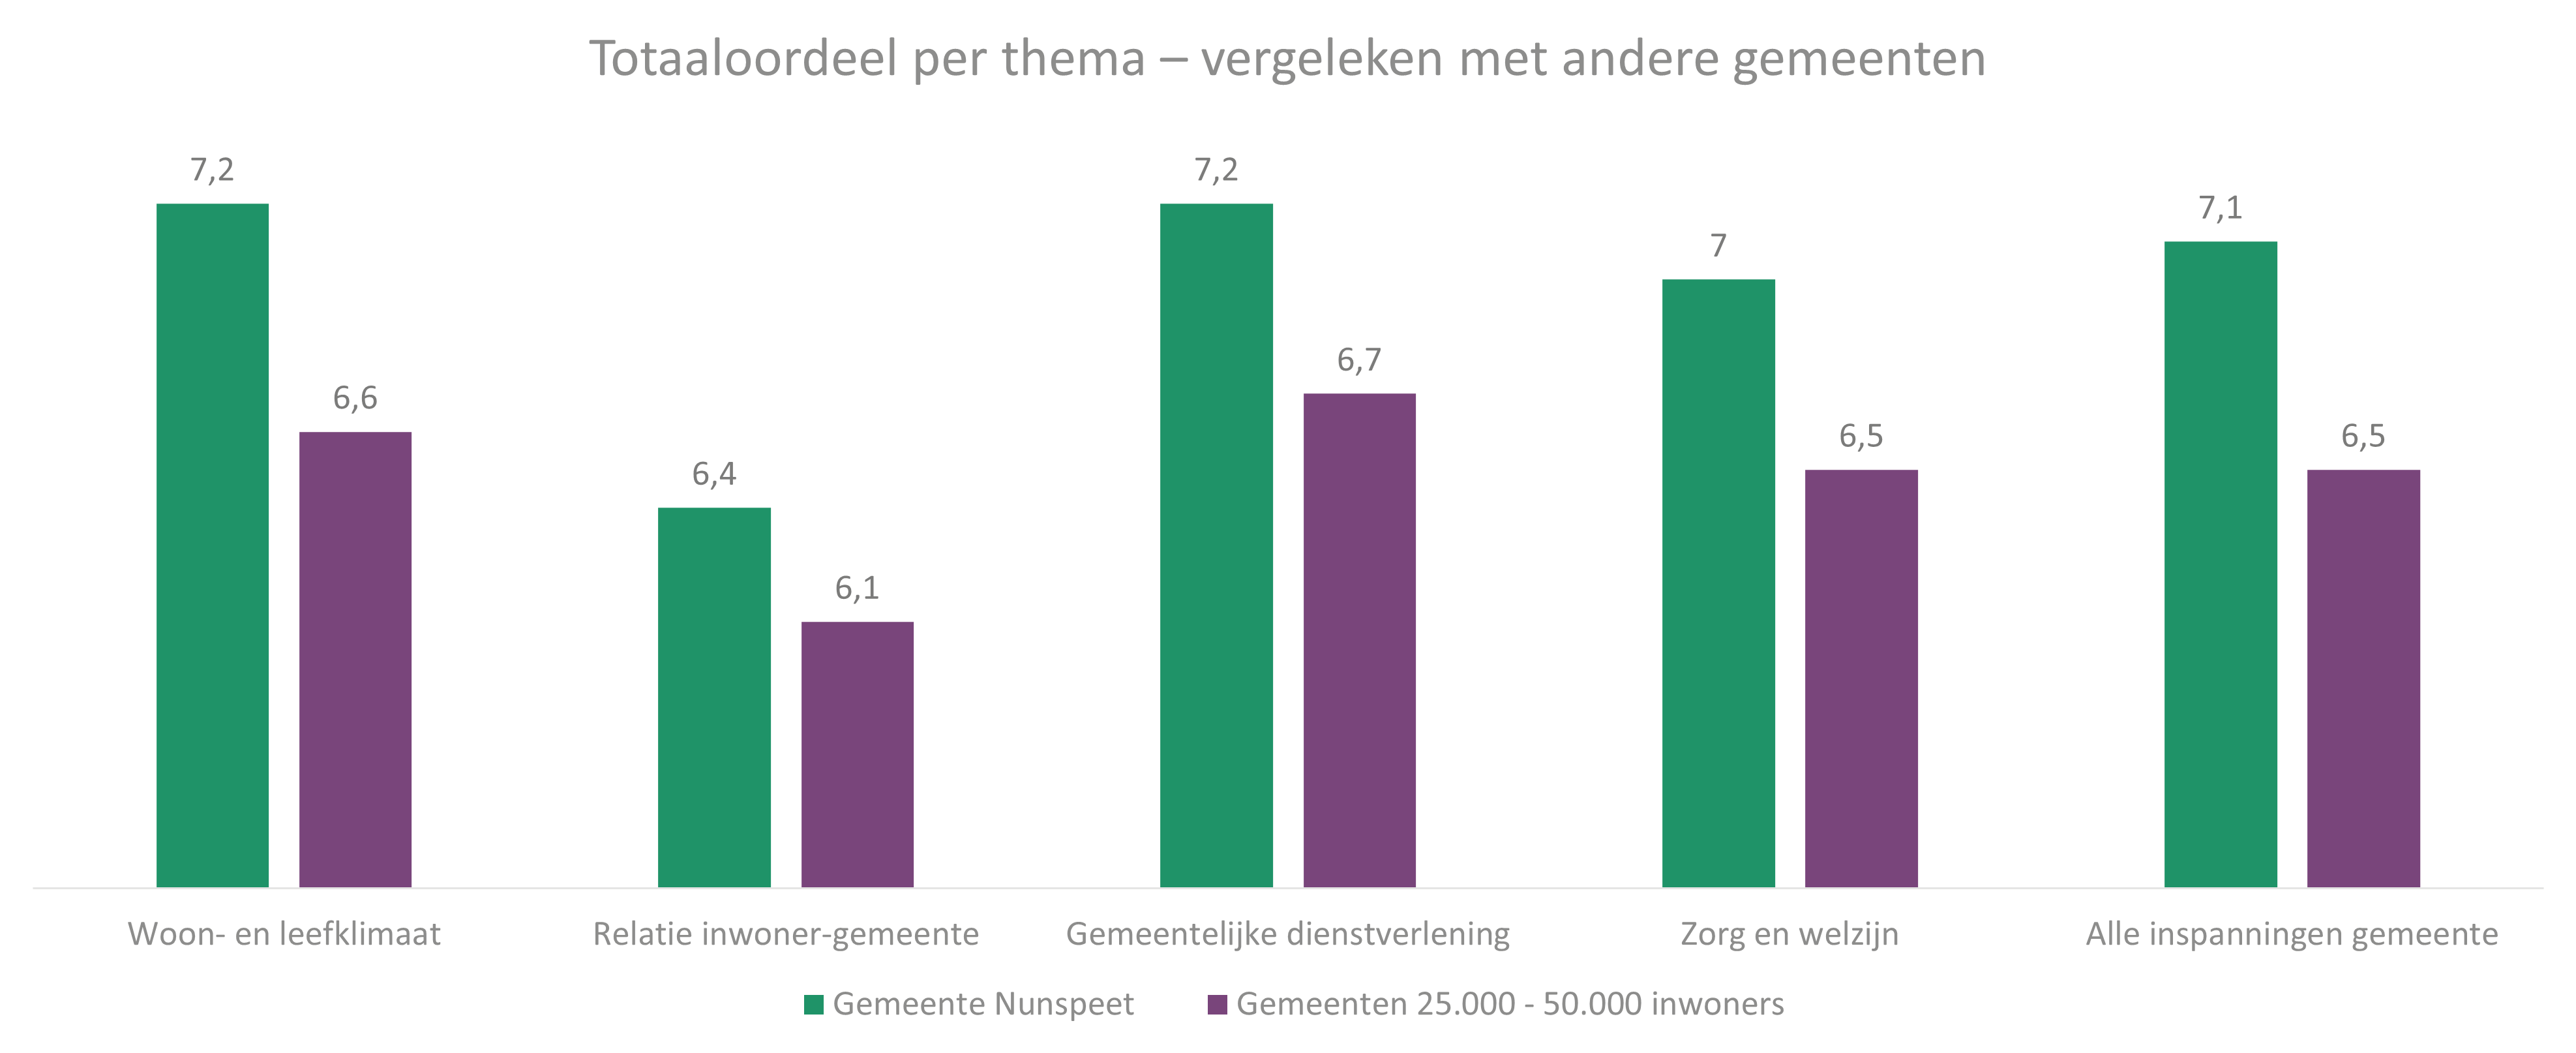 Totaaloordeel per thema – vergeleken met andere gemeenten
7,2
6,6
6,4
6,1
7,2
6,7
7
6,5
7,1
6,5
Woon- en leefklimaat
Relatie inwoner-gemeente
Gemeentelijke dienstverlening
Zorg en welzijn
Alle inspanningen gemeente
Gemeente Nunspeet
Gemeenten 25.000 - 50.000 inwoners